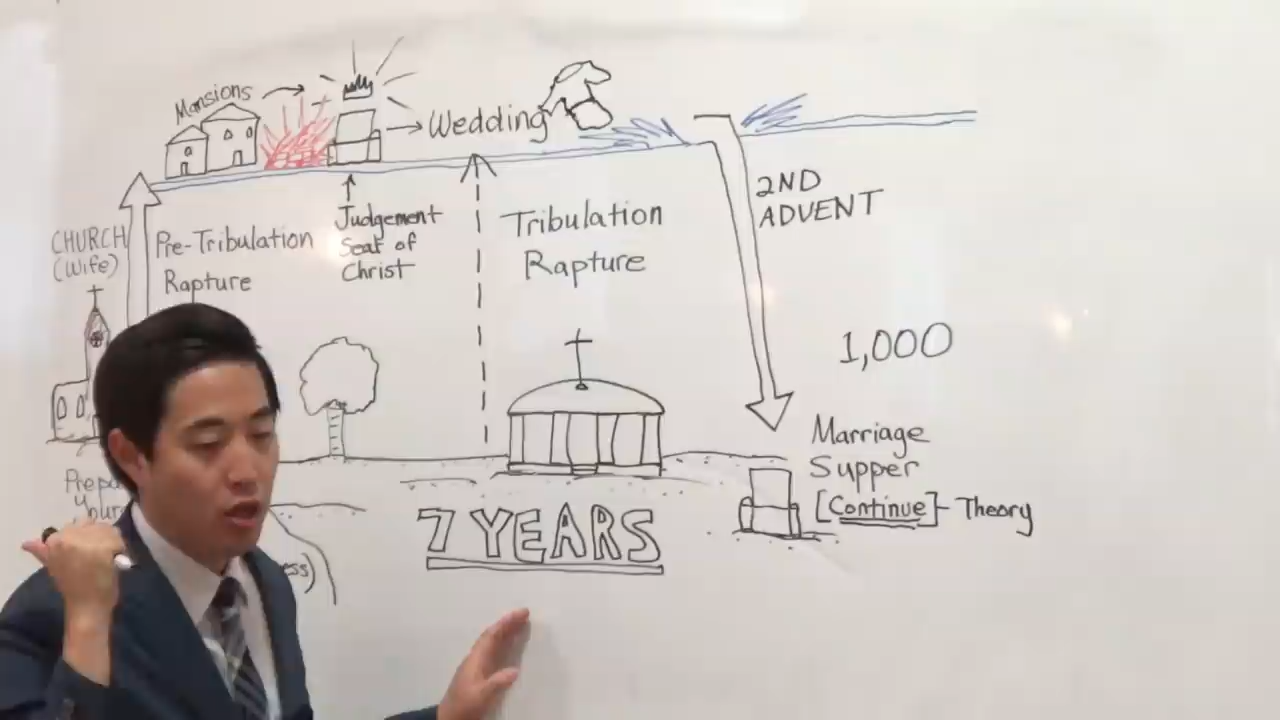 Mansions
Wedding
2ND
ADVENT
CHURCH
(Wife)
Pre-Tribulation
Rapture
Judgement
Seat of
Christ
Tribulation
Rapture
1,000
Marriage
Supper
[Continue] - Theory
7 YEARS